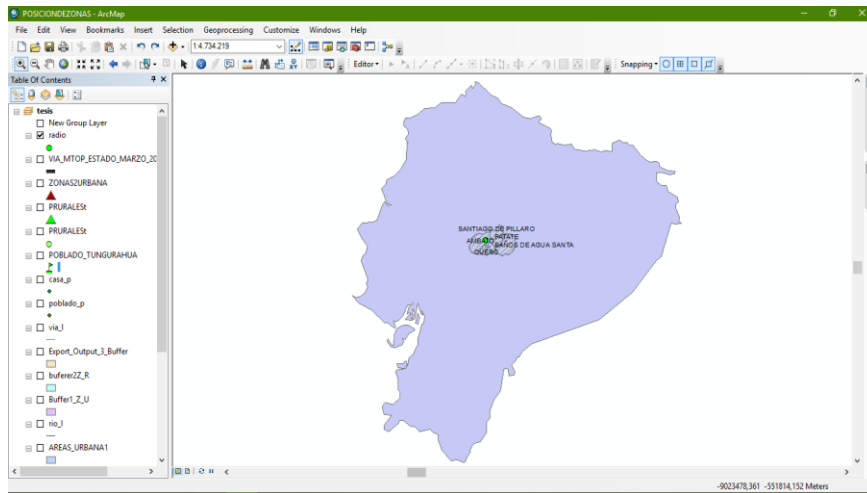 POSICIONDEZONAS - ArcMap
File Edit View Bookmarks Insert Selection Geoprocessing Customize Windows Help
1:4.734.219
Editor Snapping
Table Of Contents
tesis
New Group Layer
radio
VIA_MTOP_ESTADO_MARZO_20
ZONAS2URBANA
PRURALESt
PRURALESt
POBLADO_TUNGURAHUA
casa_p
poblado_p
via_l
Export_Output_3_Buffer
buferer2Z_R
Buffer1_Z_U
rio_l
AREAS_URBANA1
SANTIAGO DE PILLARO
PATATE
AMBATO
BAÑOS DE AGUA SANTA
QUERO
-9023478,361 -551814,152 Meters